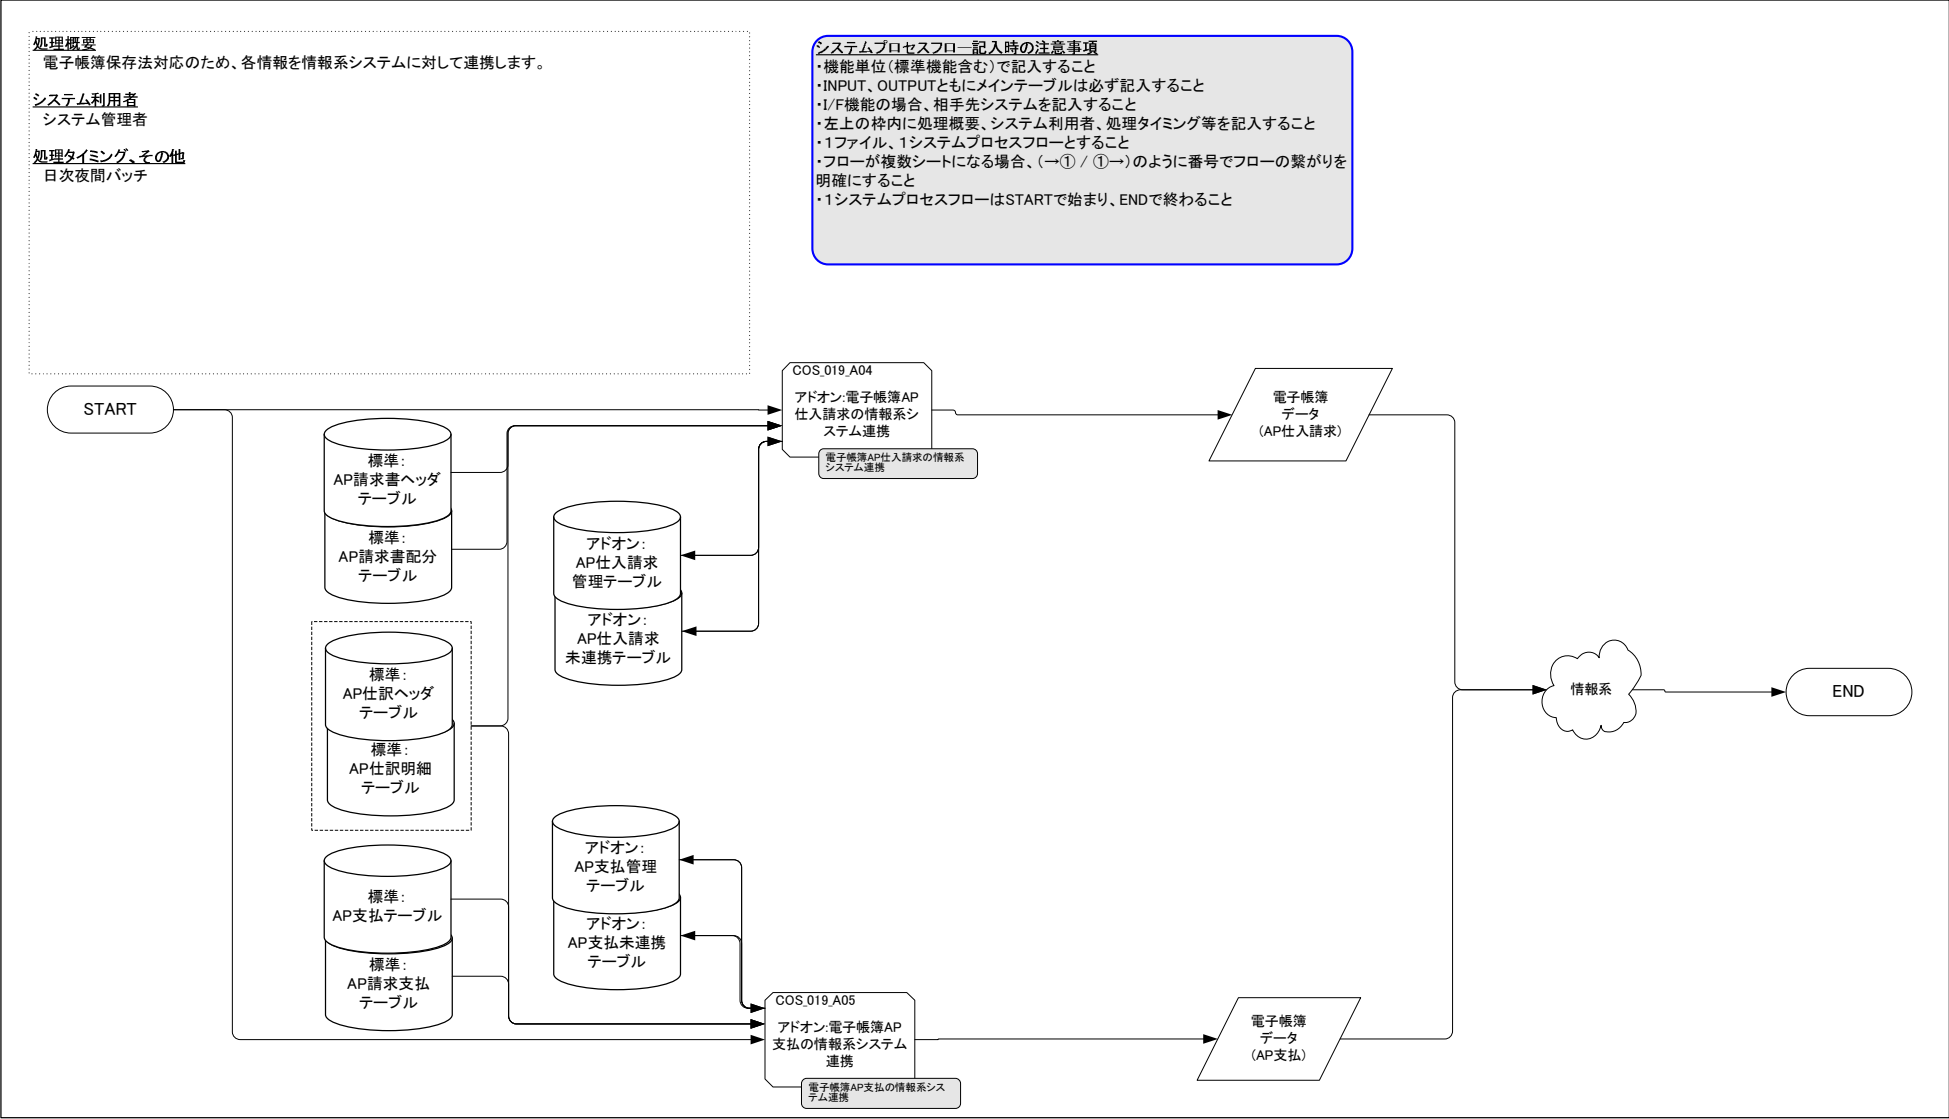 処理概要
電子帳簿保存法対応のため、各情報を情報系システムに対して連携します。
システム利用者
システム管理者
処理タイミング、その他
日次夜間バッチ
システムプロセスフロー記入時の注意事項
・機能単位（標準機能含む）で記入すること
・INPUT、OUTPUTともにメインテーブルは必ず記入すること
・I/F機能の場合、相手先システムを記入すること
・左上の枠内に処理概要、システム利用者、処理タイミング等を記入すること
・１ファイル、１システムプロセスフローとすること
・フローが複数シートになる場合、（→① / ①→）のように番号でフローの繋がりを
明確にすること
・１システムプロセスフローはSTARTで始まり、ENDで終わること
START
標準：
AP請求書ヘッダ
テーブル
標準：
AP請求書配分
テーブル
標準：
AP仕訳ヘッダ
テーブル
標準：
AP仕訳明細
テーブル
標準：
AP支払テーブル
標準：
AP請求支払
テーブル
アドオン：
AP仕入請求
管理テーブル
アドオン：
AP仕入請求
未連携テーブル
アドオン：
AP支払管理
テーブル
アドオン：
AP支払未連携
テーブル
COS_019_A04
アドオン:電子帳簿AP
仕入請求の情報系シ
ステム連携
電子帳簿AP仕入請求の情報系
システム連携
COS_019_A05
アドオン:電子帳簿AP
支払の情報系システム
連携
電子帳簿AP支払の情報系シス
テム連携
電子帳簿
データ
（AP仕入請求）
電子帳簿
データ
（AP支払）
情報系
END